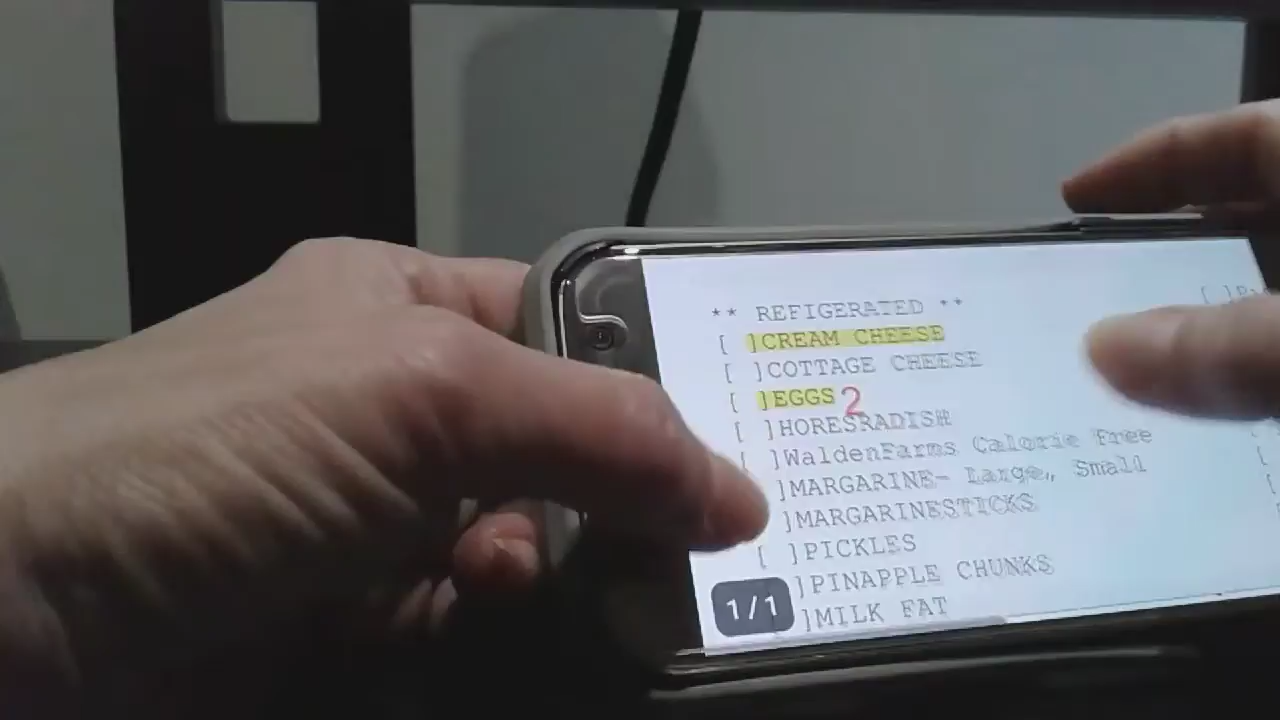 ** REFIGERATED **
[ ]CREAM CHEESE
[ ]COTTAGE CHEESE
[ ]EGGS 2
[ ]HORESRADISH
]WaldenFarms Calorie Free
]MARGARINE- Large,, Small
]MARGARINESTICKS
[ ]PICKLES
]PINAPPLE CHUNKS
]MILK FAT
1/1